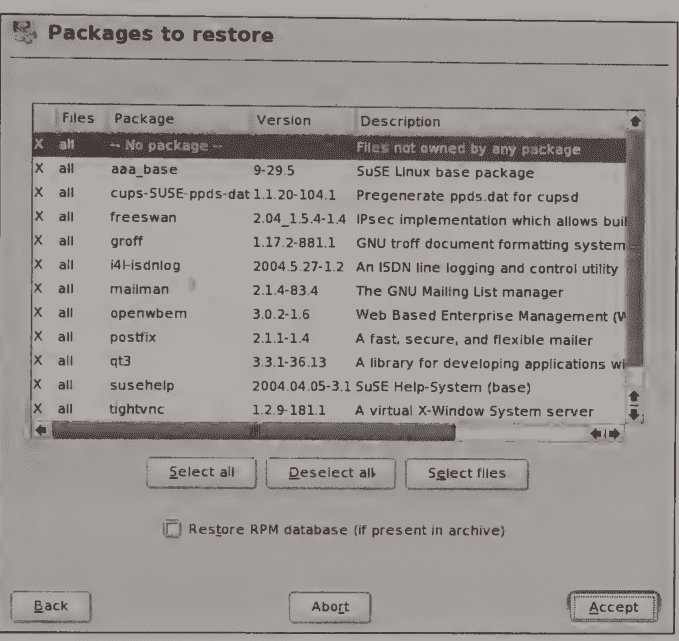 Packages to restore
Files Package Version Description
X all -- No package -- Files not owned by any package
X all aaa_base 9-29.5 SuSE Linux base package
X all cups-SUSE-ppds-dat 1.1.20-104.1 Pregenerate ppds.dat for cupsd
X all freeswan 2.04_1.5.4-1.4 IPsec implementation which allows buil
X all groff 1.17.2-881.1 GNU troff document formatting system
X all i4l-isdnlog 2004.5.27-1.2 An ISDN line logging and control utility
X all mailman 2.1.4-83.4 The GNU Mailing List manager
X all openwbem 3.0.2-1.6 Web Based Enterprise Management (W
X all postfix 2.1.1-1.4 A fast, secure, and flexible mailer
X all qt3 3.3.1-36.13 A library for developing applications wi
X all susehelp 2004.04.05-3.1 SuSE Help-System (base)
X all tightvnc 1.2.9-181.1 A virtual X-Window System server
Select all Deselect all Select files
Restore RPM database (if present in archive)
Back Abort Accept